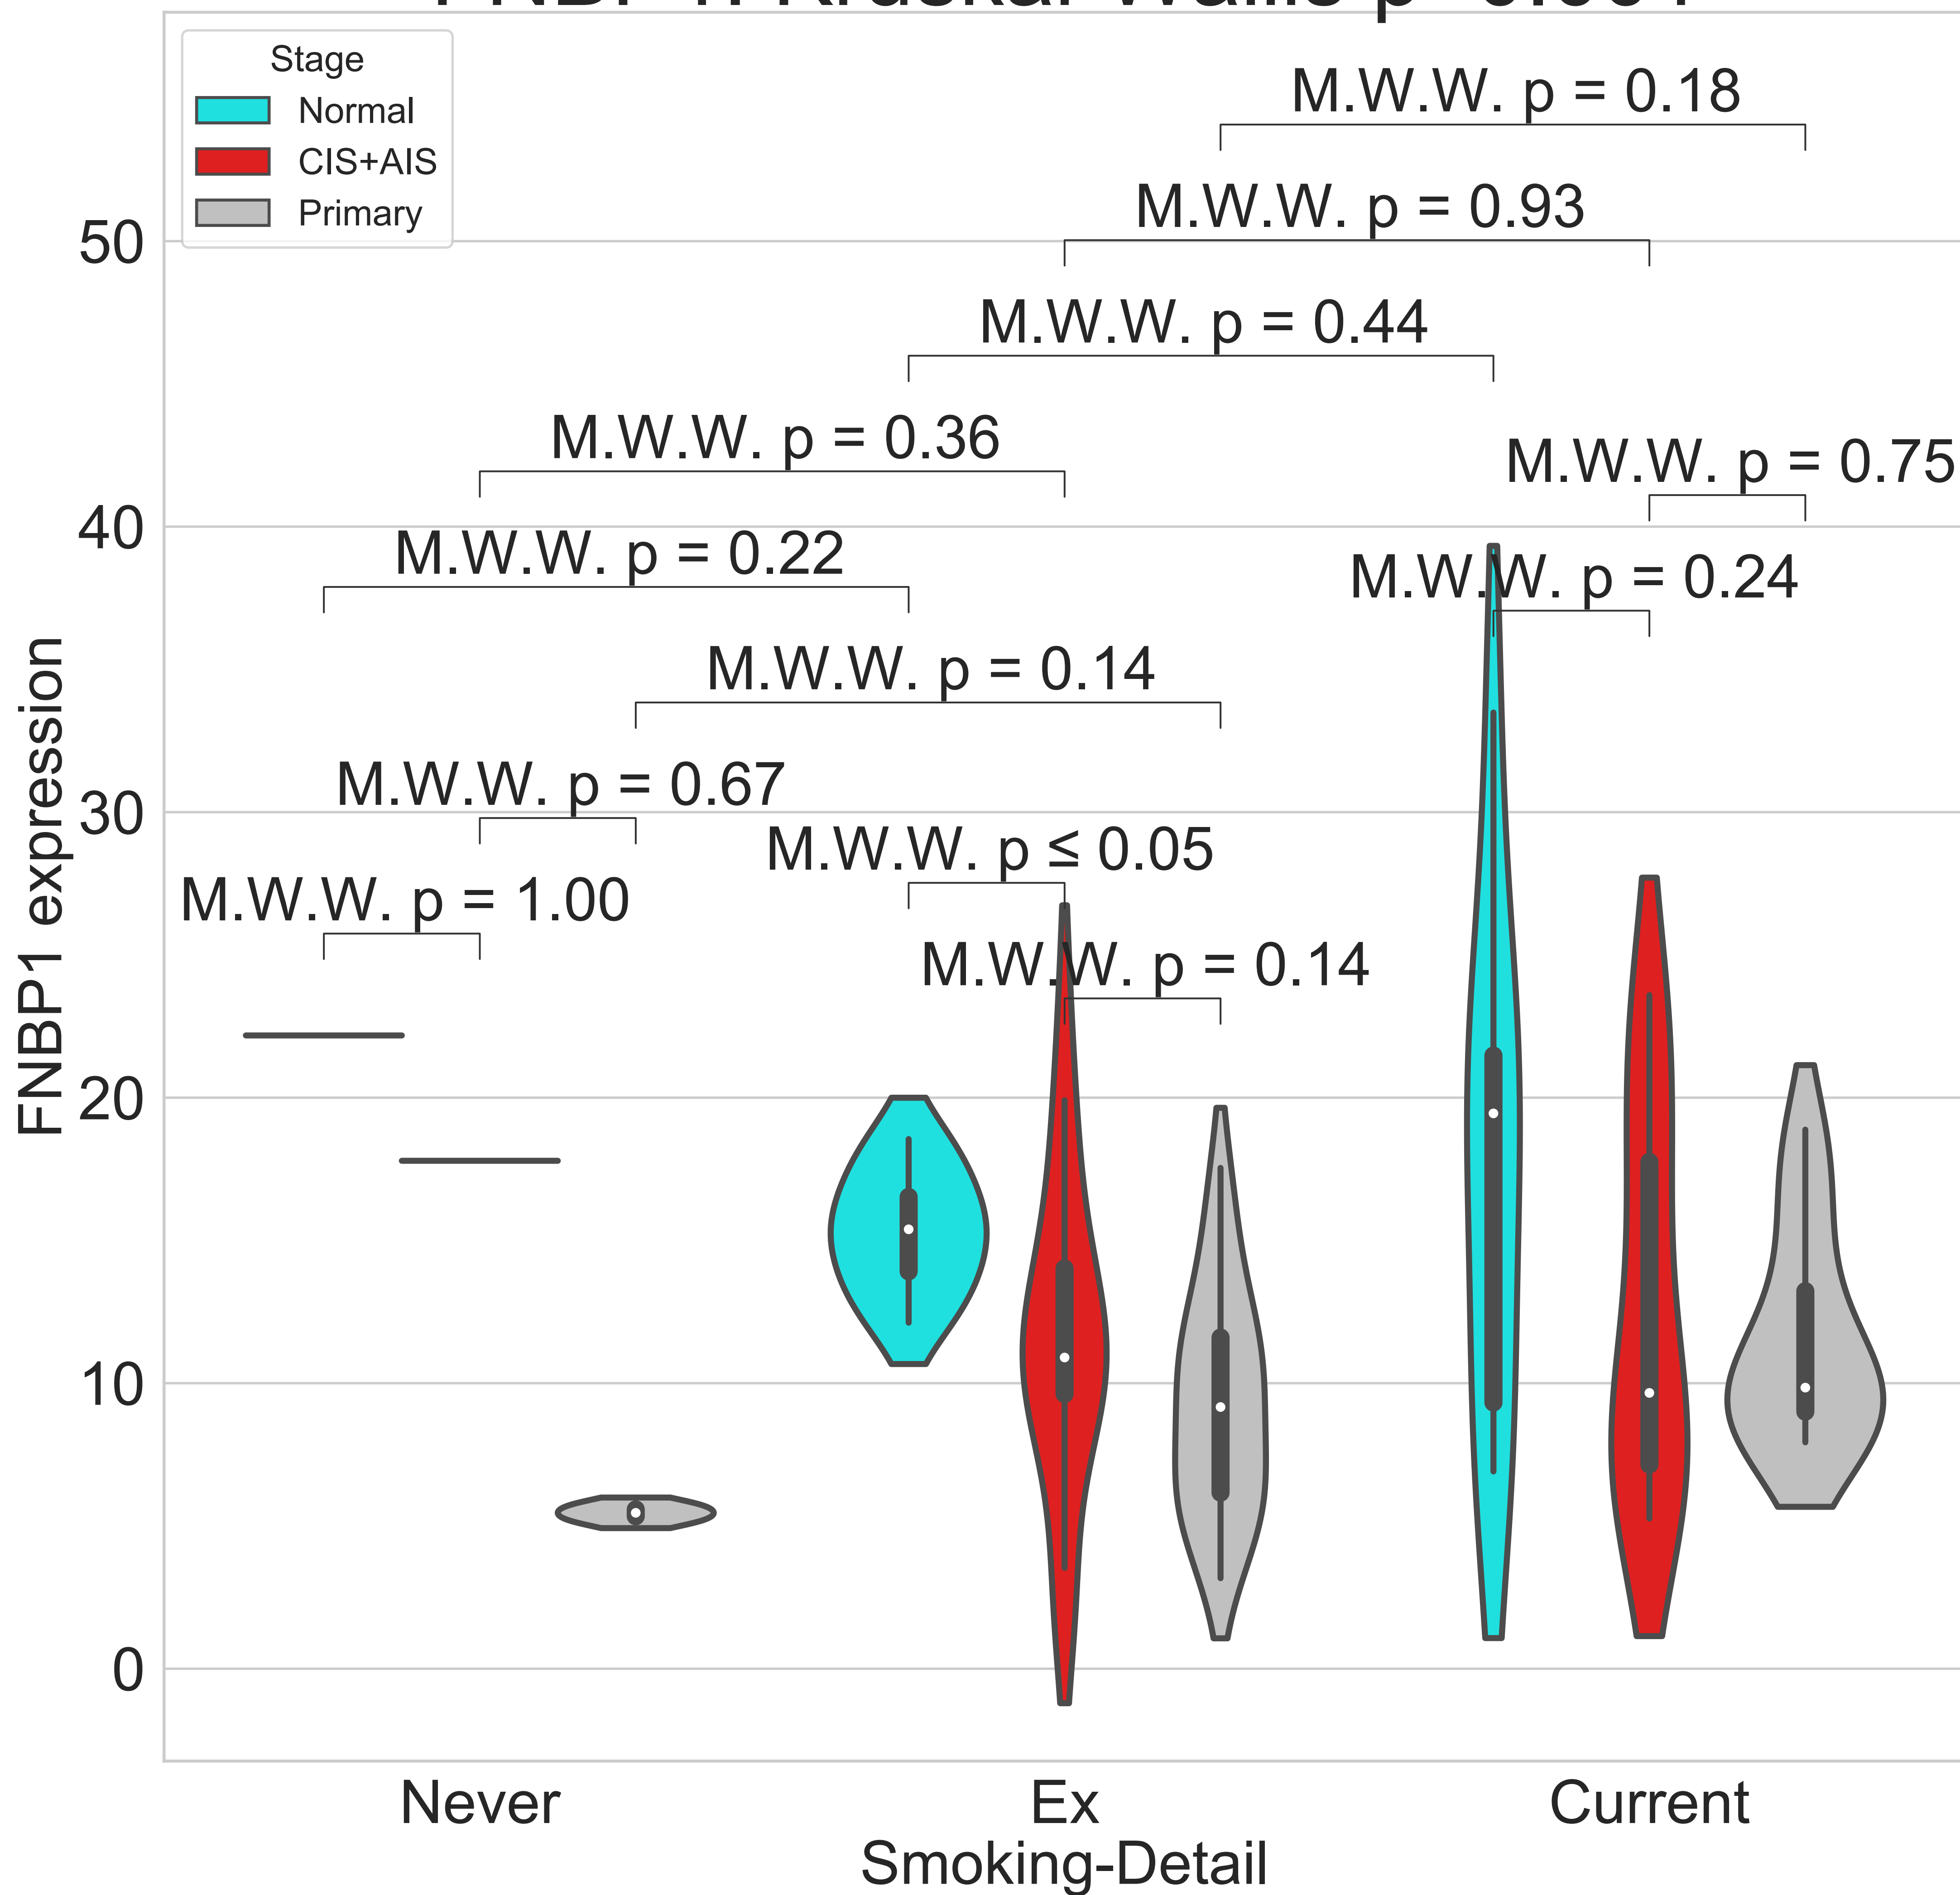 Stage
Normal
CIS+AIS
Primary
M.W.W. p = 0.18
M.W.W. p = 0.93
M.W.W. p = 0.44
M.W.W. p = 0.36
M.W.W. p = 0.75
M.W.W. p = 0.22
M.W.W. p = 0.24
M.W.W. p = 0.14
M.W.W. p = 0.67
M.W.W. p ≤ 0.05
M.W.W. p = 1.00
M.W.W. p = 0.14
50
40
30
20
10
0
FNBP1 expression
Never
Ex
Current
Smoking-Detail